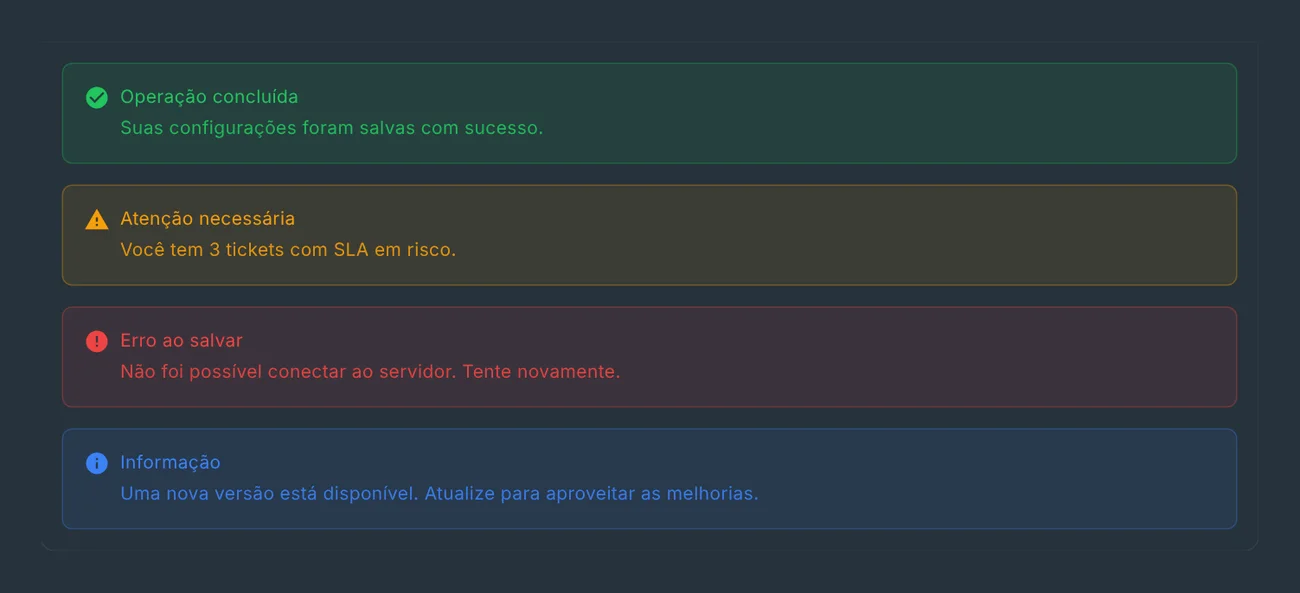 Operação concluída
Suas configurações foram salvas com sucesso.
Atenção necessária
Você tem 3 tickets com SLA em risco.
Erro ao salvar
Não foi possível conectar ao servidor. Tente novamente.
Informação
Uma nova versão está disponível. Atualize para aproveitar as melhorias.